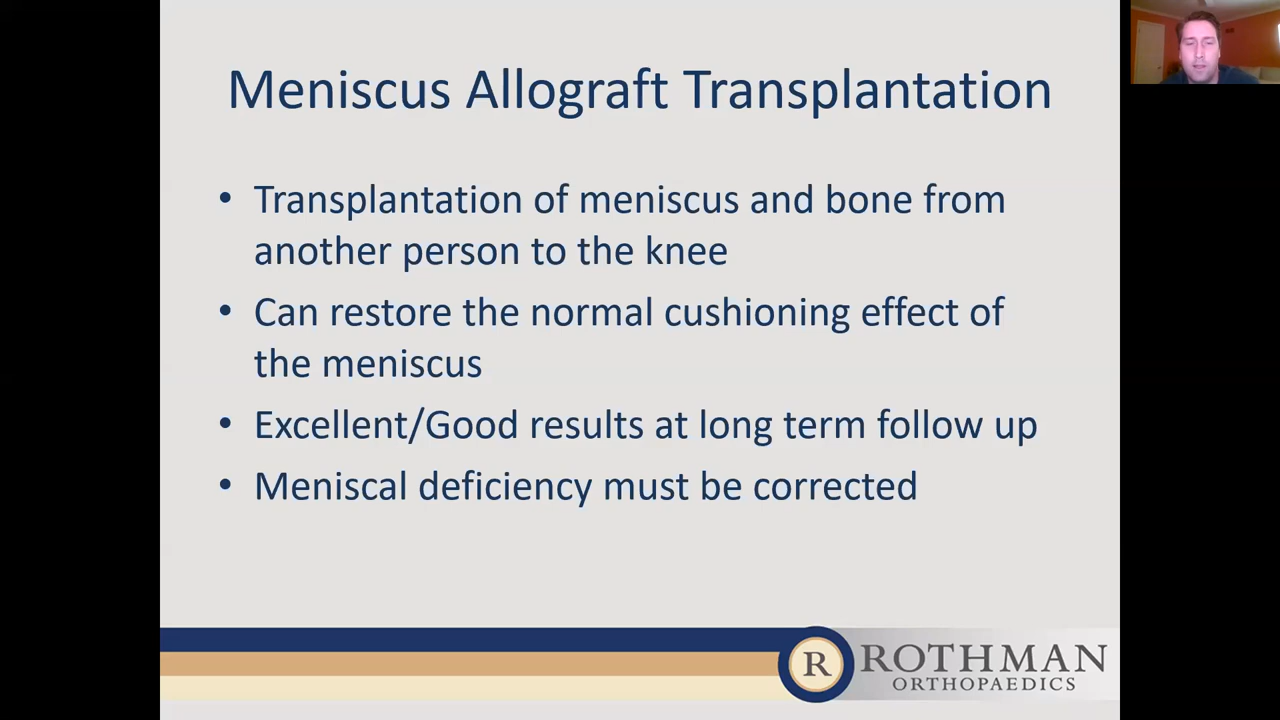 Meniscus Allograft Transplantation
• Transplantation of meniscus and bone from
another person to the knee
• Can restore the normal cushioning effect of
the meniscus
• Excellent/Good results at long term follow up
• Meniscal deficiency must be corrected
R ROTHMAN
ORTHOPAEDICS